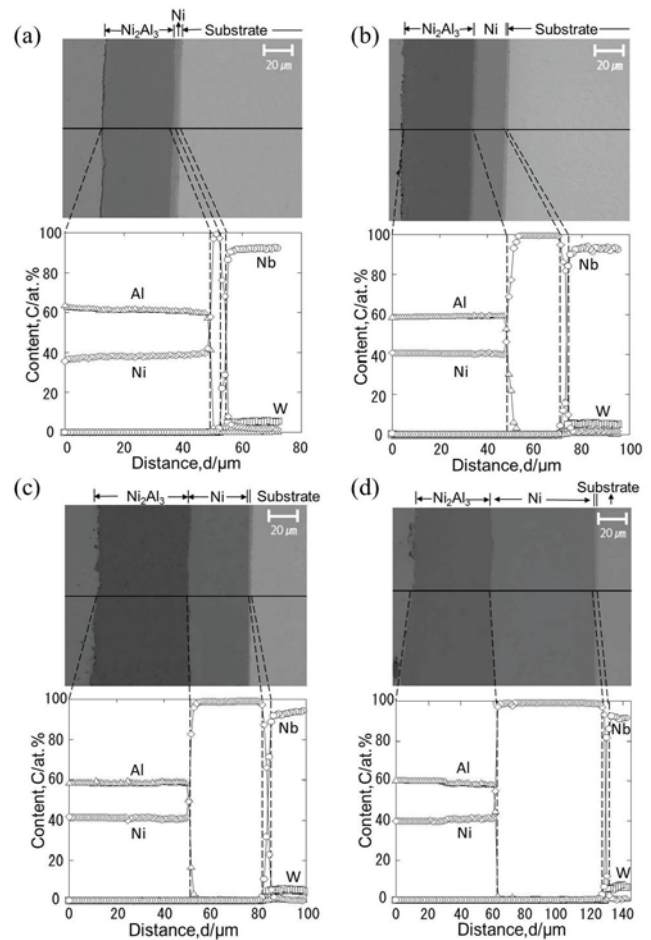 (a)
Ni
Ni₂Al₃ Substrate
20 μm
Content,C/at.%
100
80
60
40
20
0
Al
Ni
Nb
W
0 20 40 60 80 100
Distance,d/μm
(b)
Ni₂Al₃ Ni Substrate
20 μm
Content,C/at.%
100
80
60
40
20
0
Al
Ni
Nb
W
0 20 40 60 80 100
Distance,d/μm
(c)
Ni₂Al₃ Ni Substrate
20 μm
Content,C/at.%
100
80
60
40
20
0
Al
Ni
Nb
W
0 20 40 60 80 100
Distance,d/μm
(d)
Substrate
Ni₂Al₃ Ni
20 μm
Content,C/at.%
100
80
60
40
20
0
Al
Ni
Nb
W
0 20 40 60 80 100 120 140
Distance,d/μm